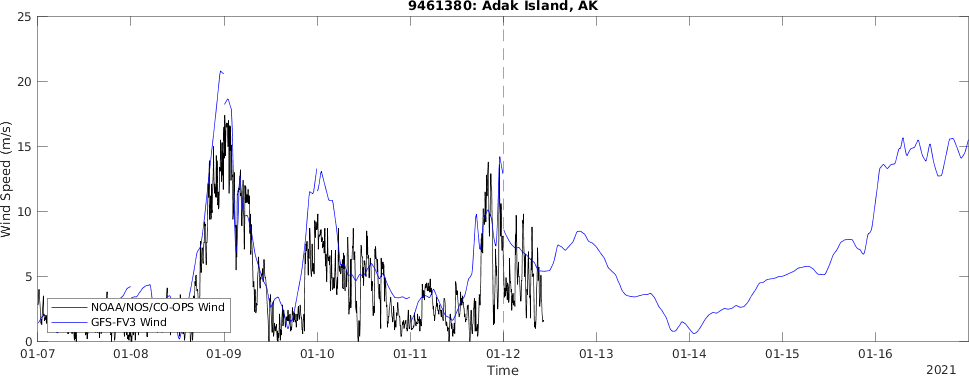 9461380: Adak Island, AK
25
20
15
10
5
0
Wind Speed (m/s)
NOAA/NOS/CO-OPS Wind
GFS-FV3 Wind
01-07 01-08 01-09 01-10 01-11 01-12 01-13 01-14 01-15 01-16
Time
2021